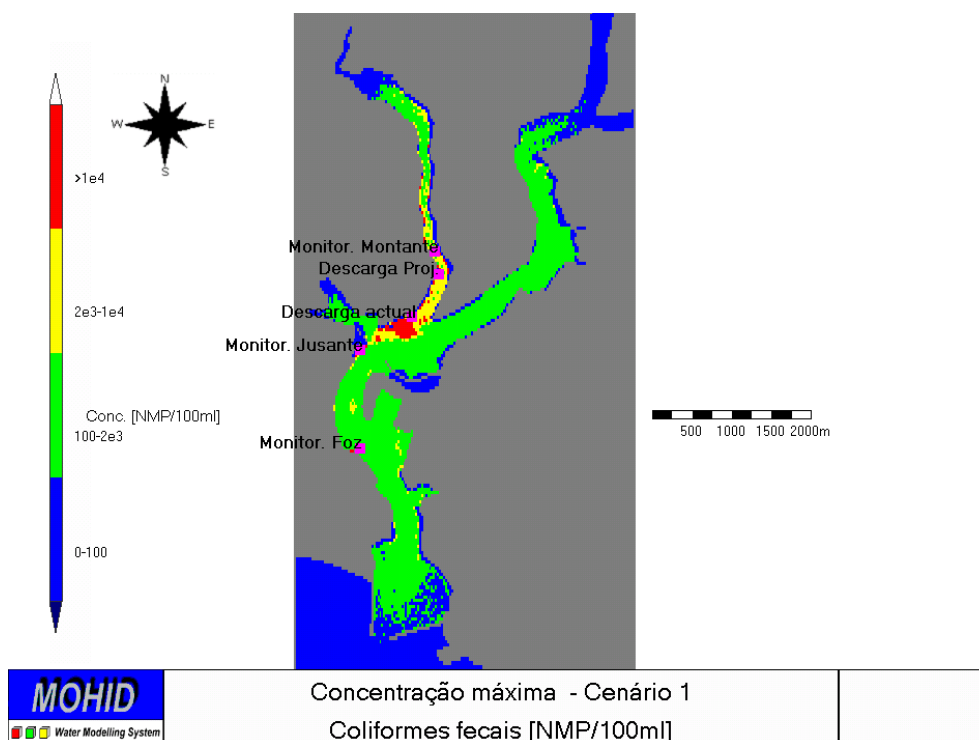 N
W
E
S
>1e4
2e3-1e4
Conc. [NMP/100ml]
100-2e3
0-100
Monitor. Montante
Descarga Proj
Descarga actual
Monitor. Jusante
Monitor. Foz
500 1000 1500 2000m
MOHID
Water Modelling System
Concentração máxima - Cenário 1
Coliformes fecais [NMP/100ml]